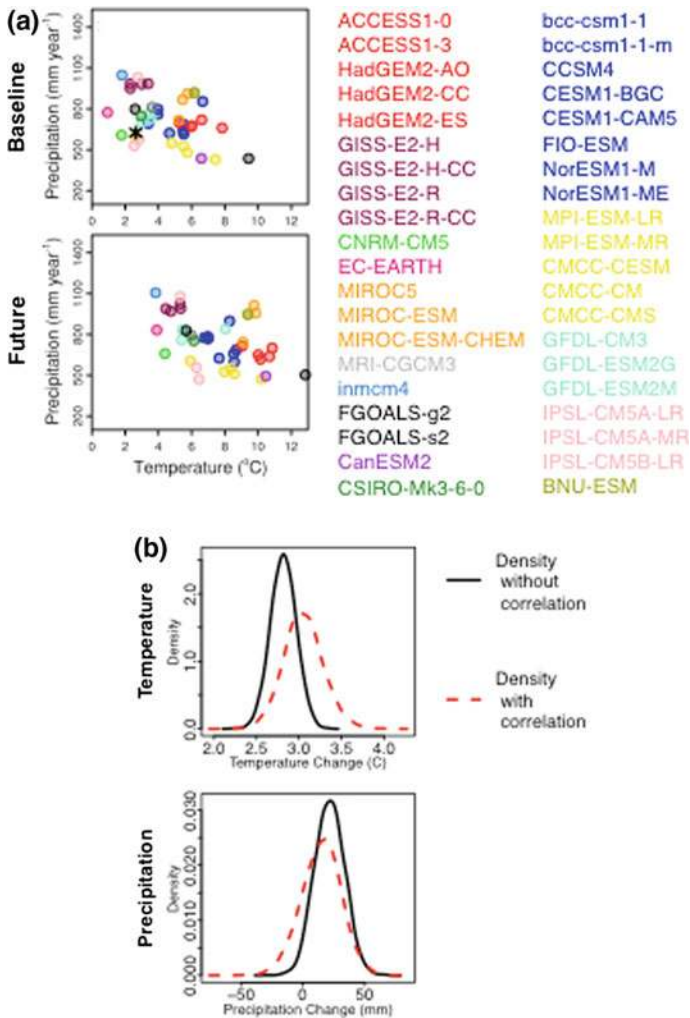 (a)
Baseline
Precipitation (mm year-1)
1400
1100
800
500
200
0 2 4 6 8 10 12
Future
Precipitation (mm year-1)
1400
1100
800
500
200
0 2 4 6 8 10 12
Temperature (°C)
ACCESS1-0
ACCESS1-3
HadGEM2-AO
HadGEM2-CC
HadGEM2-ES
GISS-E2-H
GISS-E2-H-CC
GISS-E2-R
GISS-E2-R-CC
CNRM-CM5
EC-EARTH
MIROC5
MIROC-ESM
MIROC-ESM-CHEM
MRI-CGCM3
inmcm4
FGOALS-g2
FGOALS-s2
CanESM2
CSIRO-Mk3-6-0
bcc-csm1-1
bcc-csm1-1-m
CCSM4
CESM1-BGC
CESM1-CAM5
FIO-ESM
NorESM1-M
NorESM1-ME
MPI-ESM-LR
MPI-ESM-MR
CMCC-CESM
CMCC-CM
CMCC-CMS
GFDL-CM3
GFDL-ESM2G
GFDL-ESM2M
IPSL-CM5A-LR
IPSL-CM5A-MR
IPSL-CM5B-LR
BNU-ESM
(b)
Temperature
Density
2.0
1.0
0.0
2.0 2.5 3.0 3.5 4.0
Temperature Change (C)
Density
without
correlation
Density
with
correlation
Precipitation
Density
0.030
0.020
0.010
0.000
−50 0 50
Precipitation Change (mm)